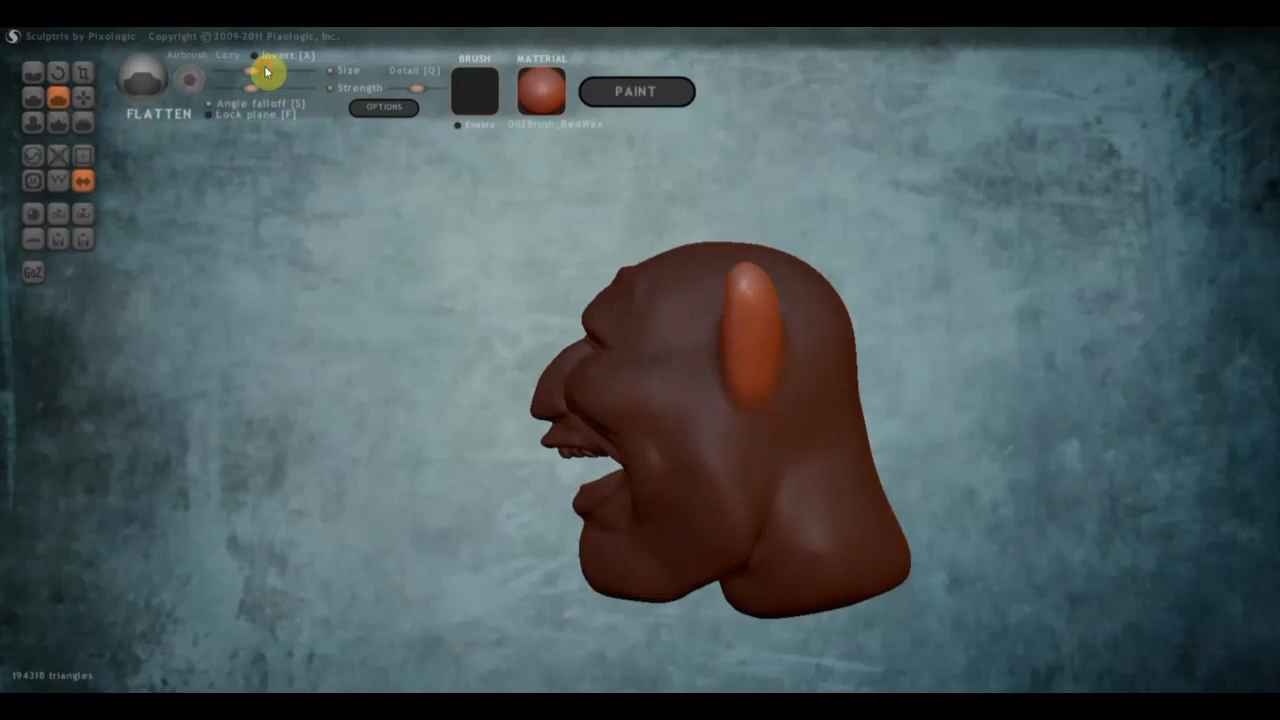 Sculptris by Pixologic Copyright © 2009-2011 Pixologic, Inc.
Airbrush Lazy Invert [X]
Size Detail [Q]
Strength
Angle falloff [S]
Lock plane [F]
FLATTEN
OPTIONS
BRUSH
Enable
MATERIAL
002Brush_RedWax
PAINT
GoZ
194318 triangles